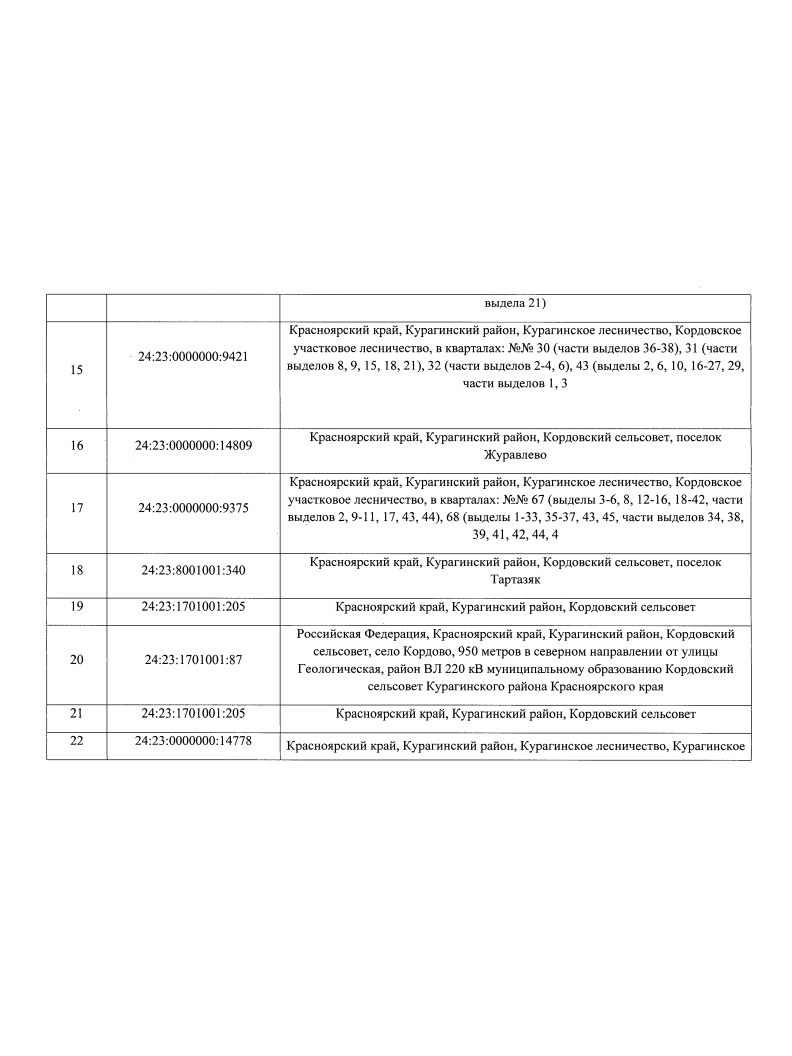 выдела 21)
15
24:23:0000000:9421
Красноярский край, Курагинский район, Курагинское лесничество, Кордовское
участковое лесничество, в кварталах: №№ 30 (части выделов 36-38), 31 (части
выделов 8, 9, 15, 18, 21), 32 (части выделов 2-4, 6), 43 (выделы 2, 6, 10, 16-27, 29,
части выделов 1, 3
16
24:23:0000000:14809
Красноярский край, Курагинский район, Кордовский сельсовет, поселок
Журавлево
17
24:23:0000000:9375
Красноярский край, Курагинский район, Курагинское лесничество, Кордовское
участковое лесничество, в кварталах: №№ 67 (выделы 3-6, 8, 12-16, 18-42, части
выделов 2, 9-11, 17, 43, 44), 68 (выделы 1-33, 35-37, 43, 45, части выделов 34, 38,
39, 41, 42, 44, 4
18
24:23:8001001:340
Красноярский край, Курагинский район, Кордовский сельсовет, поселок
Тартазяк
19
24:23:1701001:205
Красноярский край, Курагинский район, Кордовский сельсовет
20
24:23:1701001:87
Российская Федерация, Красноярский край, Курагинский район, Кордовский
сельсовет, село Кордово, 950 метров в северном направлении от улицы
Геологическая, район ВЛ 220 кВ муниципальному образованию Кордовский
сельсовет Курагинского района Красноярского края
21
24:23:1701001:205
Красноярский край, Курагинский район, Кордовский сельсовет
22
24:23:0000000:14778
Красноярский край, Курагинский район, Курагинское лесничество, Курагинское